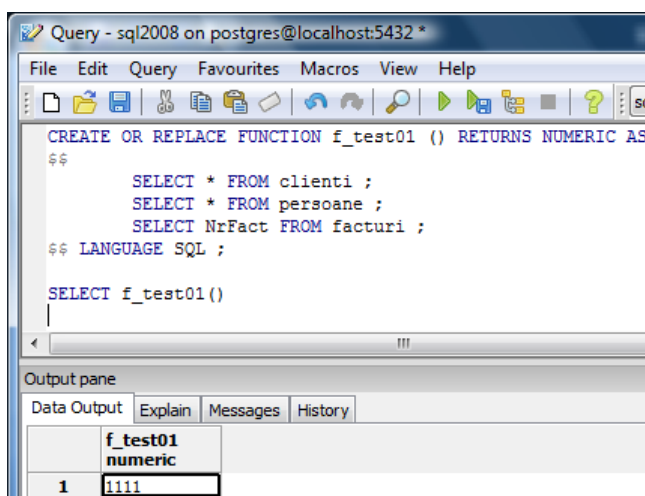 Query - sql2008 on postgres@localhost:5432 *
File Edit Query Favourites Macros View Help
CREATE OR REPLACE FUNCTION f_test01 () RETURNS NUMERIC AS
$$
SELECT * FROM clienti ;
SELECT * FROM persoane ;
SELECT NrFact FROM facturi ;
$$ LANGUAGE SQL ;
SELECT f_test01()
Output pane
Data Output Explain Messages History
f_test01
numeric
1 1111